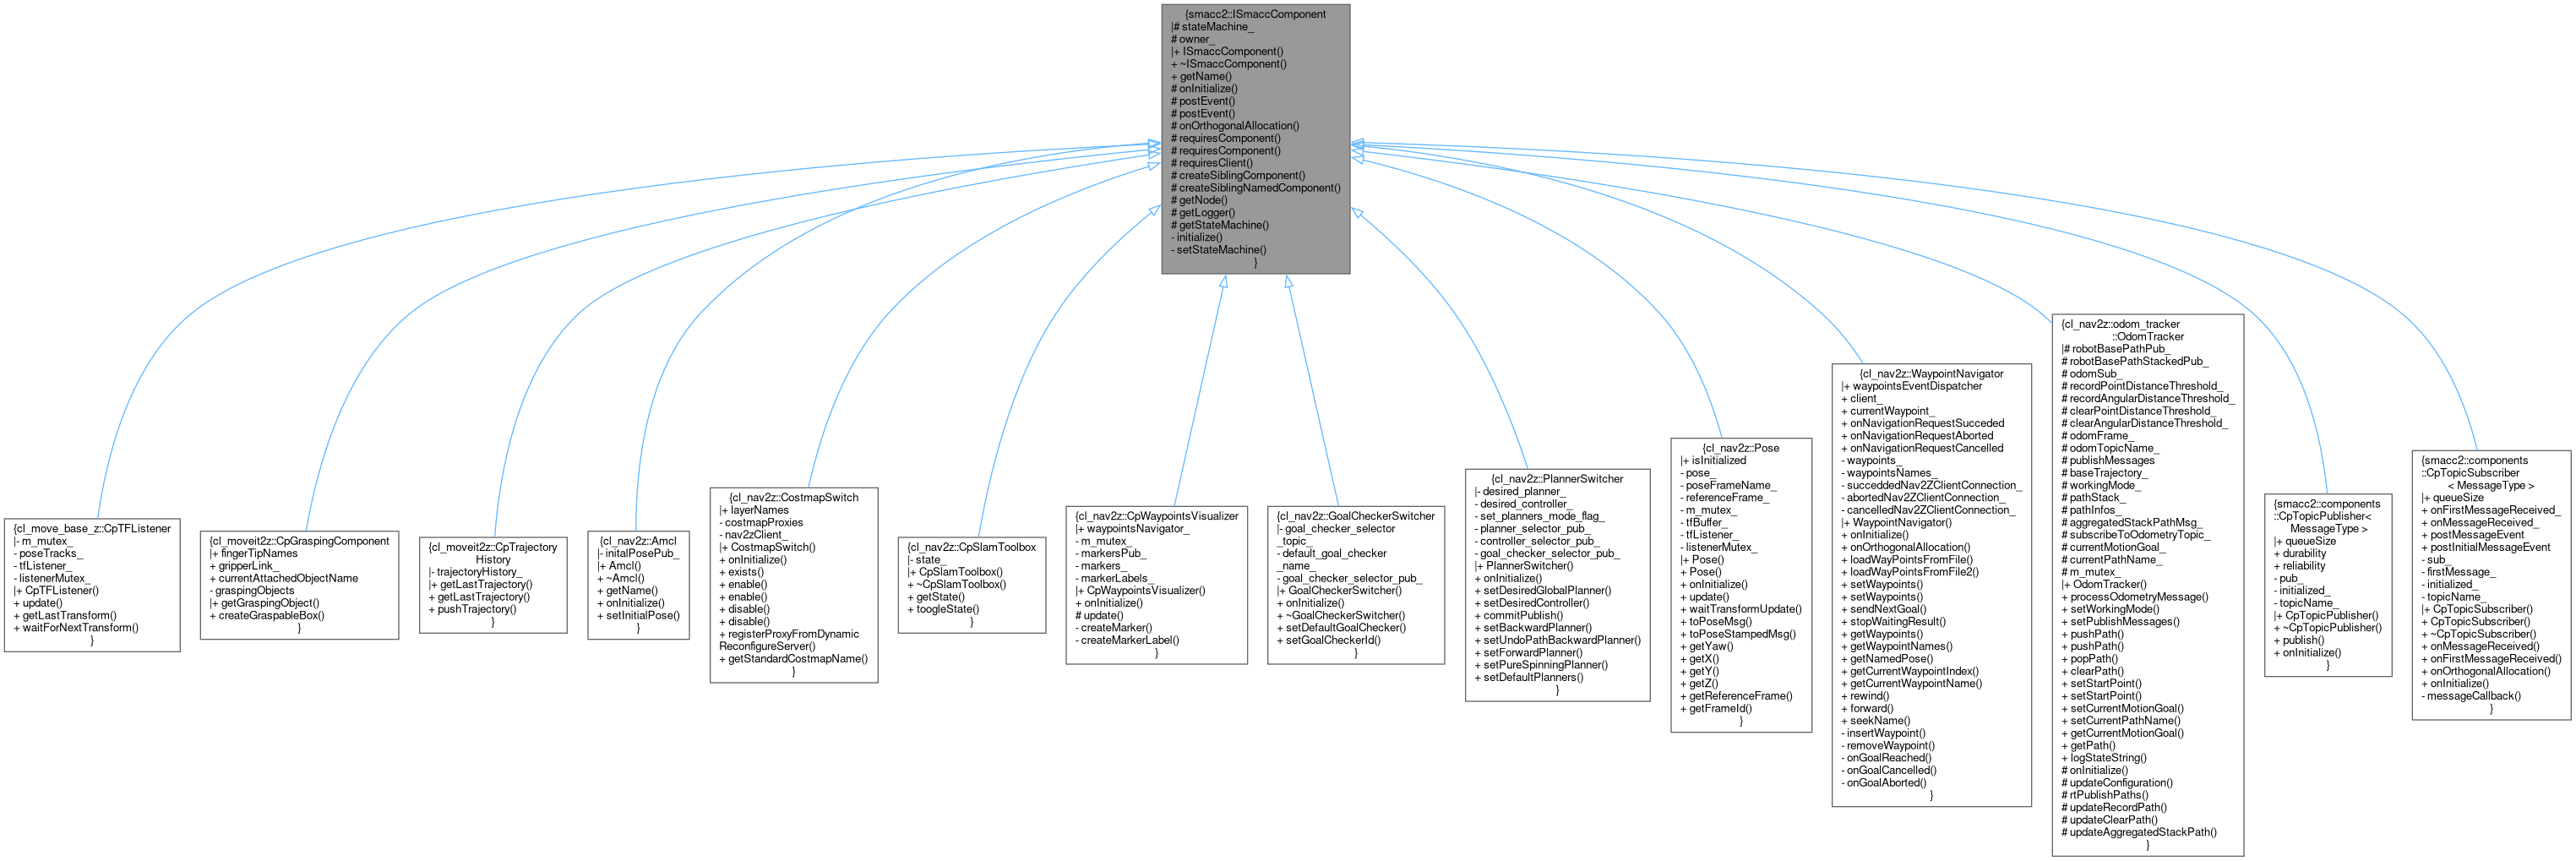 {smacc2::ISmaccComponent
|# stateMachine_
# owner_
|+ ISmaccComponent()
+ ~ISmaccComponent()
+ getName()
# onInitialize()
# postEvent()
# postEvent()
# onOrthogonalAllocation()
# requiresComponent()
# requiresComponent()
# requiresClient()
# createSiblingComponent()
# createSiblingNamedComponent()
# getNode()
# getLogger()
# getStateMachine()
- initialize()
- setStateMachine()
}
{cl_move_base_z::CpTFListener
|- m_mutex_
- poseTracks_
- tfListener_
- listenerMutex_
|+ CpTFListener()
+ update()
+ getLastTransform()
+ waitForNextTransform()
}
{cl_moveit2z::CpGraspingComponent
|+ fingerTipNames
+ gripperLink_
+ currentAttachedObjectName
- graspingObjects
|+ getGraspingObject()
+ createGraspableBox()
}
{cl_moveit2z::CpTrajectory
History
|- trajectoryHistory_
|+ getLastTrajectory()
+ getLastTrajectory()
+ pushTrajectory()
}
{cl_nav2z::Amcl
|- initalPosePub_
|+ Amcl()
+ ~Amcl()
+ getName()
+ onInitialize()
+ setInitialPose()
}
{cl_nav2z::CostmapSwitch
|+ layerNames
- costmapProxies
- nav2zClient_
|+ CostmapSwitch()
+ onInitialize()
+ exists()
+ enable()
+ enable()
+ disable()
+ disable()
+ registerProxyFromDynamic
ReconfigureServer()
+ getStandardCostmapName()
}
{cl_nav2z::CpSlamToolbox
|- state_
|+ CpSlamToolbox()
+ ~CpSlamToolbox()
+ getState()
+ toogleState()
}
{cl_nav2z::CpWaypointsVisualizer
|+ waypointsNavigator_
- m_mutex_
- markersPub_
- markers_
- markerLabels_
|+ CpWaypointsVisualizer()
+ onInitialize()
# update()
- createMarker()
- createMarkerLabel()
}
{cl_nav2z::GoalCheckerSwitcher
|- goal_checker_selector
_topic_
- default_goal_checker
_name_
- goal_checker_selector_pub_
|+ GoalCheckerSwitcher()
+ onInitialize()
+ ~GoalCheckerSwitcher()
+ setDefaultGoalChecker()
+ setGoalCheckerId()
}
{cl_nav2z::PlannerSwitcher
|- desired_planner_
- desired_controller_
- set_planners_mode_flag_
- planner_selector_pub_
- controller_selector_pub_
- goal_checker_selector_pub_
|+ PlannerSwitcher()
+ onInitialize()
+ setDesiredGlobalPlanner()
+ setDesiredController()
+ commitPublish()
+ setBackwardPlanner()
+ setUndoPathBackwardPlanner()
+ setForwardPlanner()
+ setPureSpinningPlanner()
+ setDefaultPlanners()
}
{cl_nav2z::Pose
|+ isInitialized
- pose_
- poseFrameName_
- referenceFrame_
- m_mutex_
- tfBuffer_
- tfListener_
- listenerMutex_
|+ Pose()
+ Pose()
+ onInitialize()
+ update()
+ waitTransformUpdate()
+ toPoseMsg()
+ toPoseStampedMsg()
+ getYaw()
+ getX()
+ getY()
+ getZ()
+ getReferenceFrame()
+ getFrameId()
}
{cl_nav2z::WaypointNavigator
|+ waypointsEventDispatcher
+ client_
+ currentWaypoint_
+ onNavigationRequestSucceded
+ onNavigationRequestAborted
+ onNavigationRequestCancelled
- waypoints_
- waypointsNames_
- succeddedNav2ZClientConnection_
- abortedNav2ZClientConnection_
- cancelledNav2ZClientConnection_
|+ WaypointNavigator()
+ onInitialize()
+ onOrthogonalAllocation()
+ loadWayPointsFromFile()
+ loadWayPointsFromFile2()
+ setWaypoints()
+ setWaypoints()
+ sendNextGoal()
+ stopWaitingResult()
+ getWaypoints()
+ getWaypointNames()
+ getNamedPose()
+ getCurrentWaypointIndex()
+ getCurrentWaypointName()
+ rewind()
+ forward()
+ seekName()
- insertWaypoint()
- removeWaypoint()
- onGoalReached()
- onGoalCancelled()
- onGoalAborted()
}
{cl_nav2z::odom_tracker
::OdomTracker
|# robotBasePathPub_
# robotBasePathStackedPub_
# odomSub_
# recordPointDistanceThreshold_
# recordAngularDistanceThreshold_
# clearPointDistanceThreshold_
# clearAngularDistanceThreshold_
# odomFrame_
# odomTopicName_
# publishMessages
# baseTrajectory_
# workingMode_
# pathStack_
# pathInfos_
# aggregatedStackPathMsg_
# subscribeToOdometryTopic_
# currentMotionGoal_
# currentPathName_
# m_mutex_
|+ OdomTracker()
+ processOdometryMessage()
+ setWorkingMode()
+ setPublishMessages()
+ pushPath()
+ pushPath()
+ popPath()
+ clearPath()
+ setStartPoint()
+ setStartPoint()
+ setCurrentMotionGoal()
+ setCurrentPathName()
+ getCurrentMotionGoal()
+ getPath()
+ logStateString()
# onInitialize()
# updateConfiguration()
# rtPublishPaths()
# updateRecordPath()
# updateClearPath()
# updateAggregatedStackPath()
}
{smacc2::components
::CpTopicPublisher<
MessageType >
|+ queueSize
+ durability
+ reliability
- pub_
- initialized_
- topicName_
|+ CpTopicPublisher()
+ ~CpTopicPublisher()
+ publish()
+ onInitialize()
}
{smacc2::components
::CpTopicSubscriber
< MessageType >
|+ queueSize
+ onFirstMessageReceived_
+ onMessageReceived_
+ postMessageEvent
+ postInitialMessageEvent
- sub_
- firstMessage_
- initialized_
- topicName_
|+ CpTopicSubscriber()
+ CpTopicSubscriber()
+ ~CpTopicSubscriber()
+ onMessageReceived()
+ onFirstMessageReceived()
+ onOrthogonalAllocation()
+ onInitialize()
- messageCallback()
}